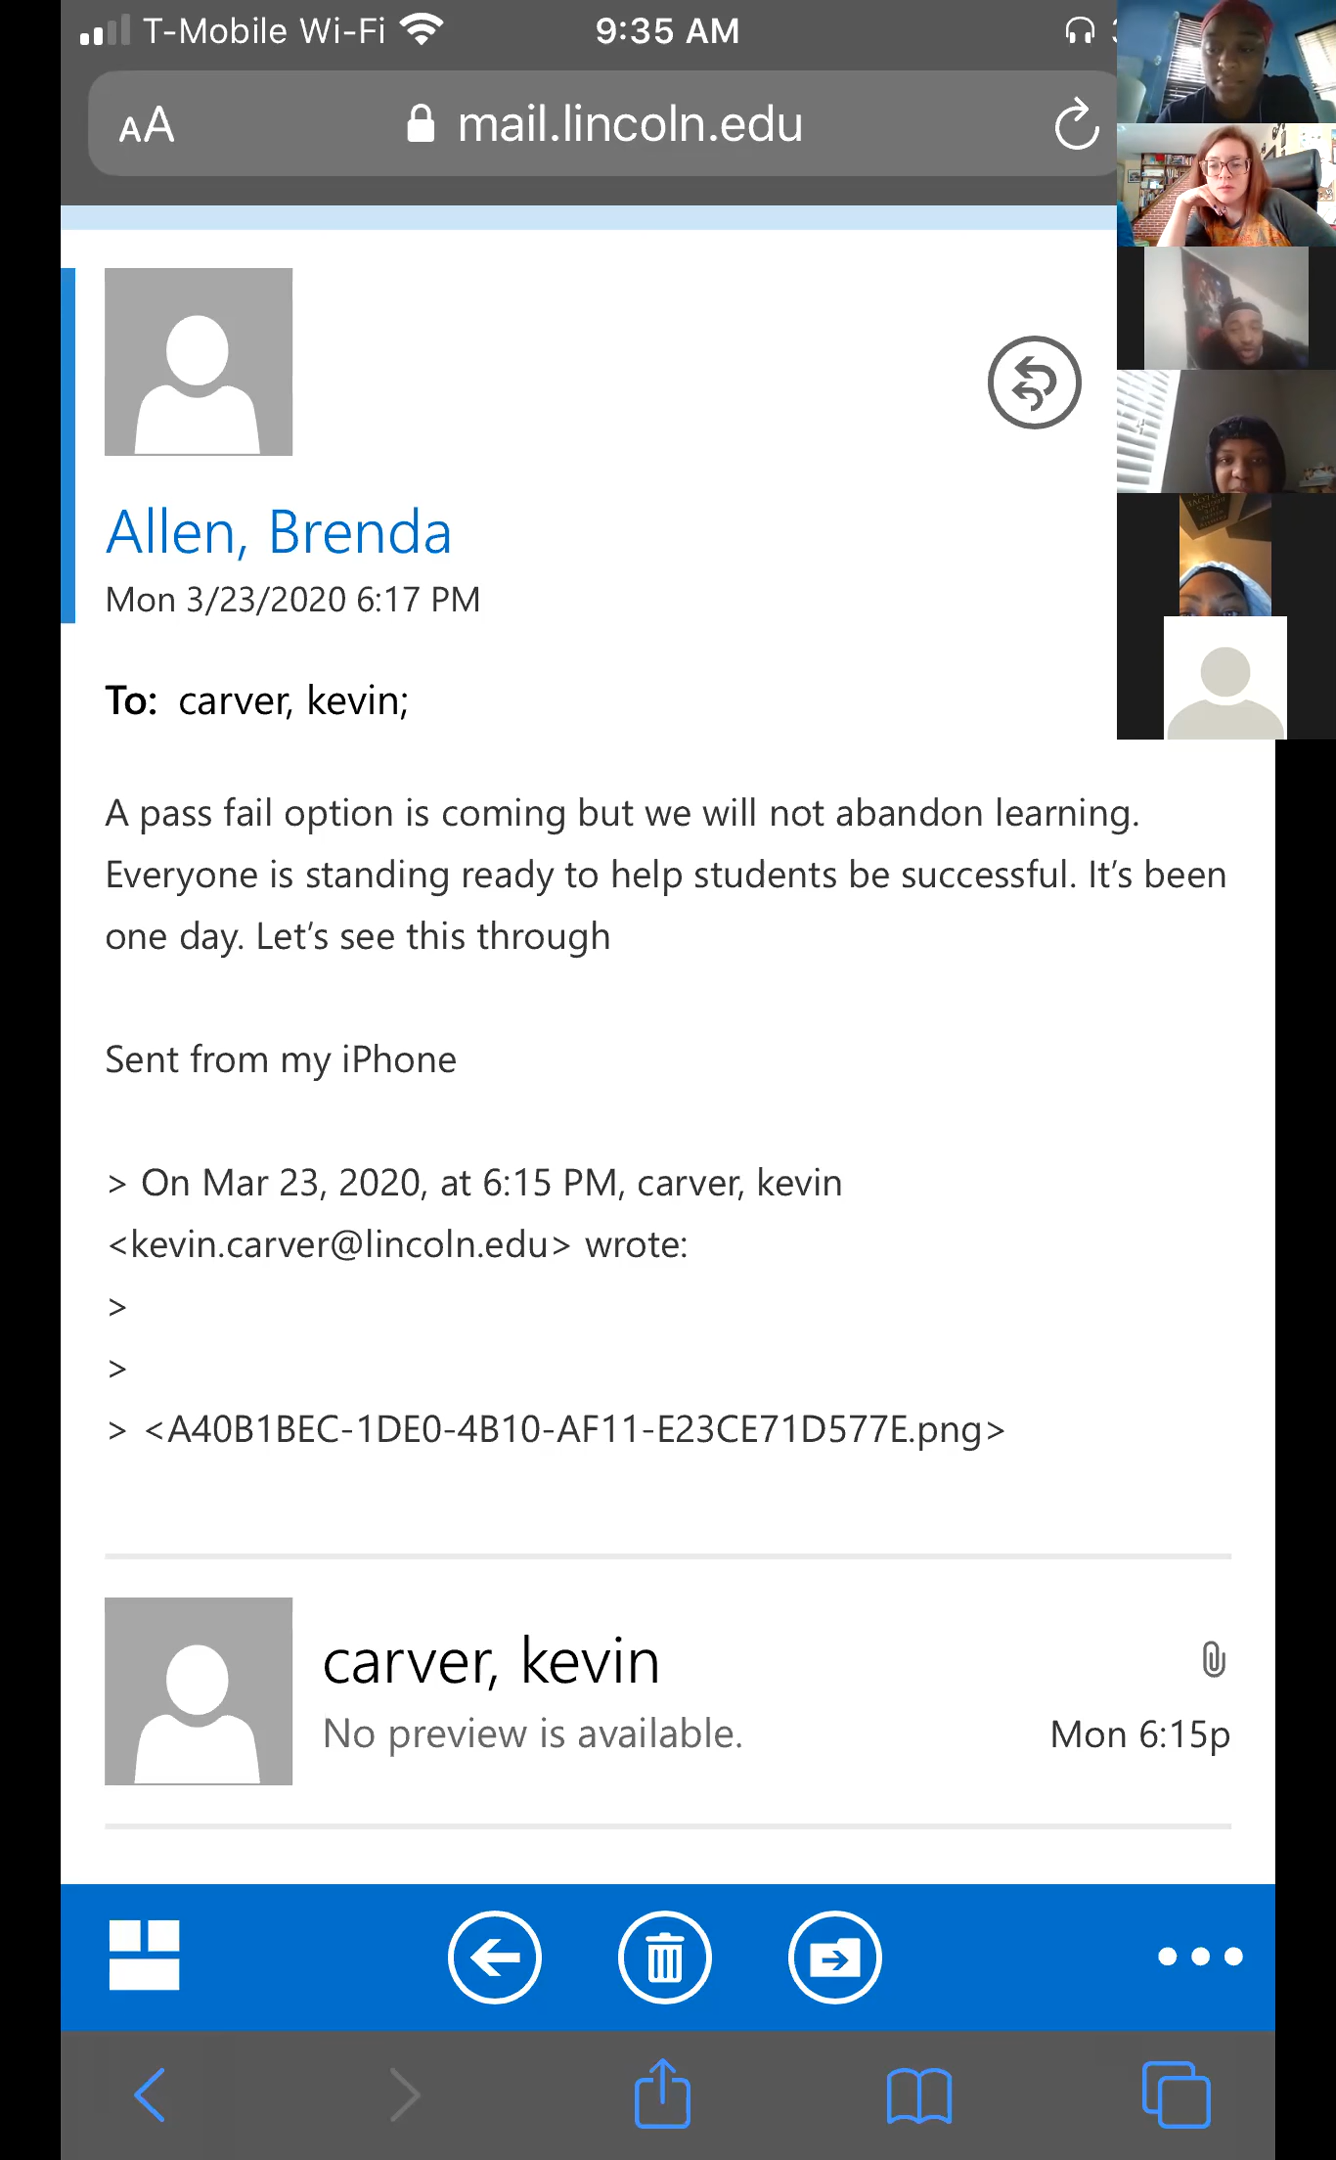 T-Mobile Wi-Fi 9:35 AM
AA mail.lincoln.edu
Allen, Brenda
Mon 3/23/2020 6:17 PM
To: carver, kevin;
A pass fail option is coming but we will not abandon learning.
Everyone is standing ready to help students be successful. It's been
one day. Let's see this through
Sent from my iPhone
> On Mar 23, 2020, at 6:15 PM, carver, kevin
<kevin.carver@lincoln.edu> wrote:
>
>
> <A40B1BEC-1DE0-4B10-AF11-E23CE71D577E.png>
carver, kevin
No preview is available. Mon 6:15p